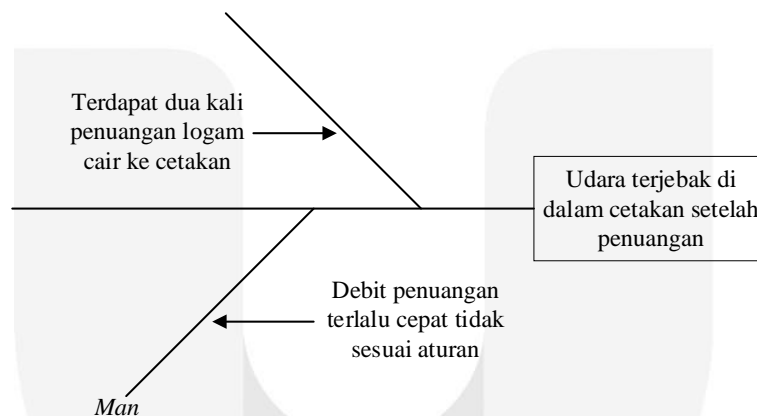 Terdapat dua kali
penuangan logam
cair ke cetakan
Udara terjebak di
dalam cetakan setelah
penuangan
Debit penuangan
terlalu cepat tidak
sesuai aturan
Man